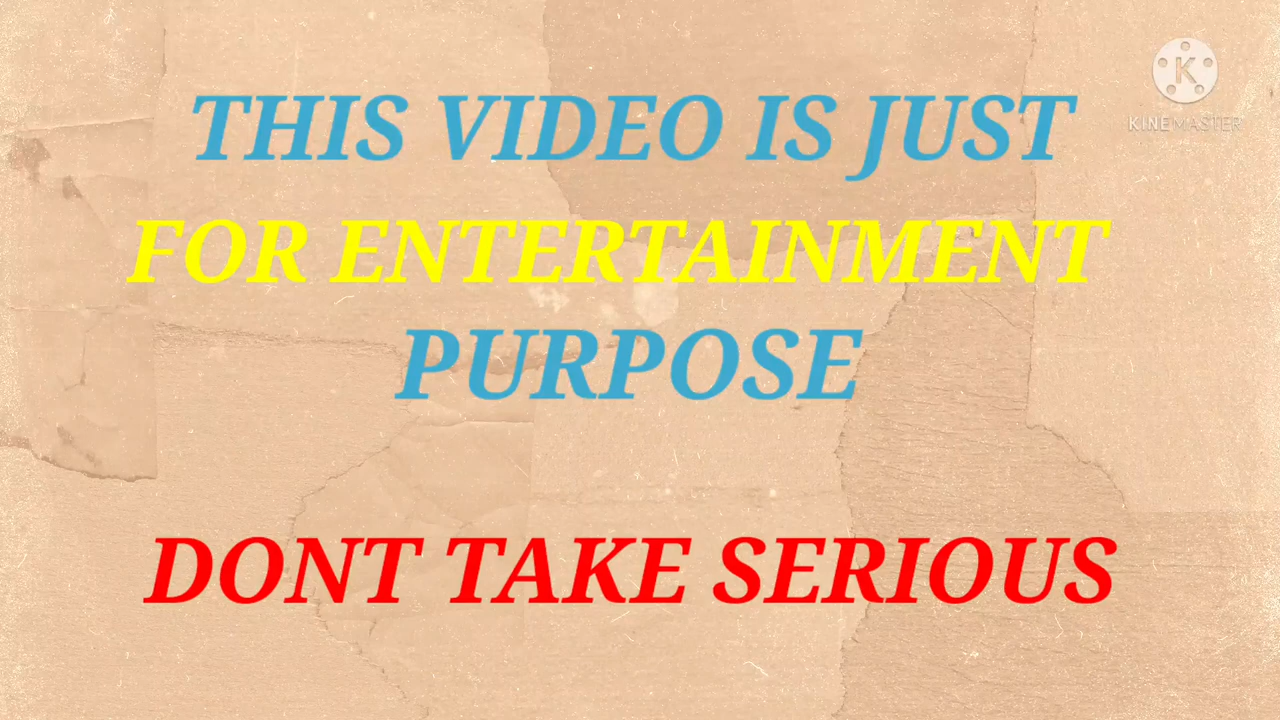 THIS VIDEO IS JUST
FOR ENTERTAINMENT
PURPOSE
DONT TAKE SERIOUS
K
KINEMASTER